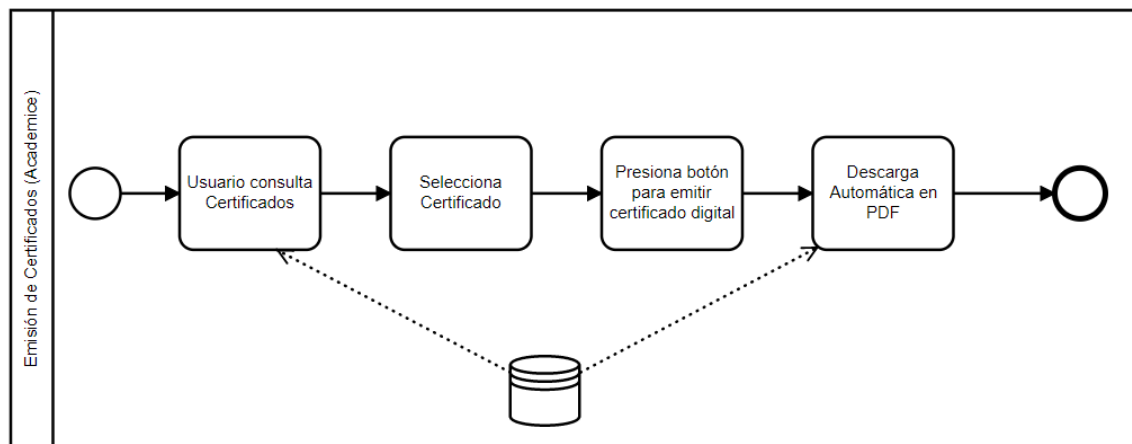 Emisión de Certificados (Academice)
Usuario consulta
Certificados
Selecciona
Certificado
Presiona botón
para emitir
certificado digital
Descarga
Automática en
PDF